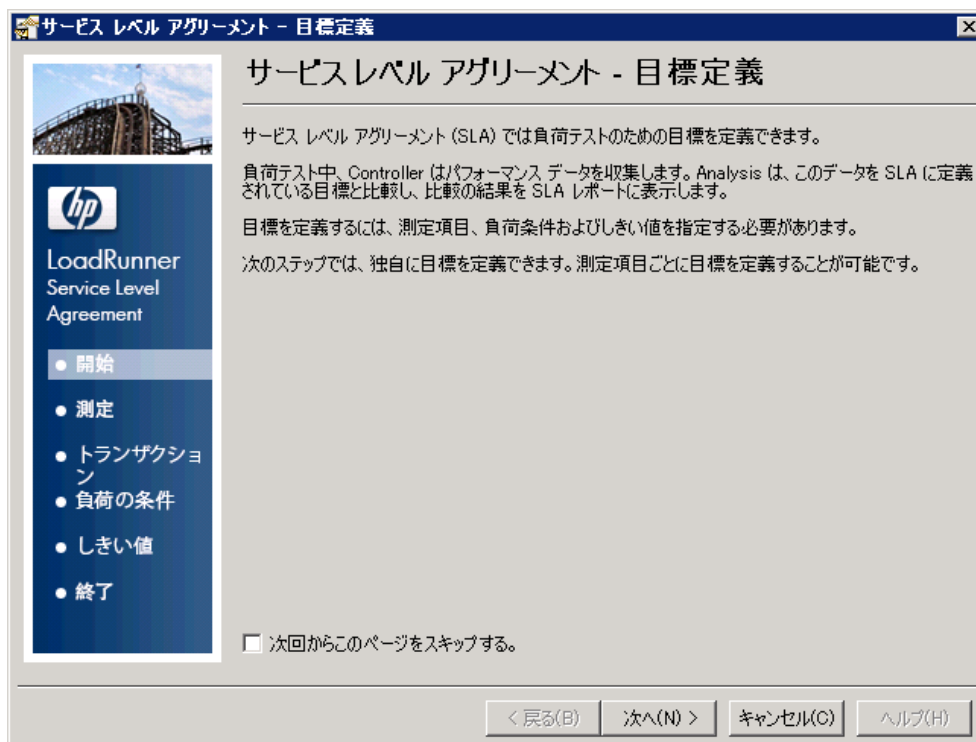 サービス レベル アグリーメント - 目標定義
サービスレベル アグリーメント - 目標定義
サービス レベル アグリーメント (SLA) では負荷テストのための目標を定義できます。
負荷テスト中、Controller はパフォーマンス データを収集します。Analysis は、このデータを SLA に定義
されている目標と比較し、比較の結果を SLA レポートに表示します。
目標を定義するには、測定項目、負荷条件およびしきい値を指定する必要があります。
次のステップでは、独自に目標を定義できます。測定項目ごとに目標を定義することが可能です。
hp
LoadRunner
Service Level
Agreement
開始
測定
トランザクショ
ン
負荷の条件
しきい値
終了
次回からこのページをスキップする。
< 戻る(B)
次へ(N) >
キャンセル(C)
ヘルプ(H)